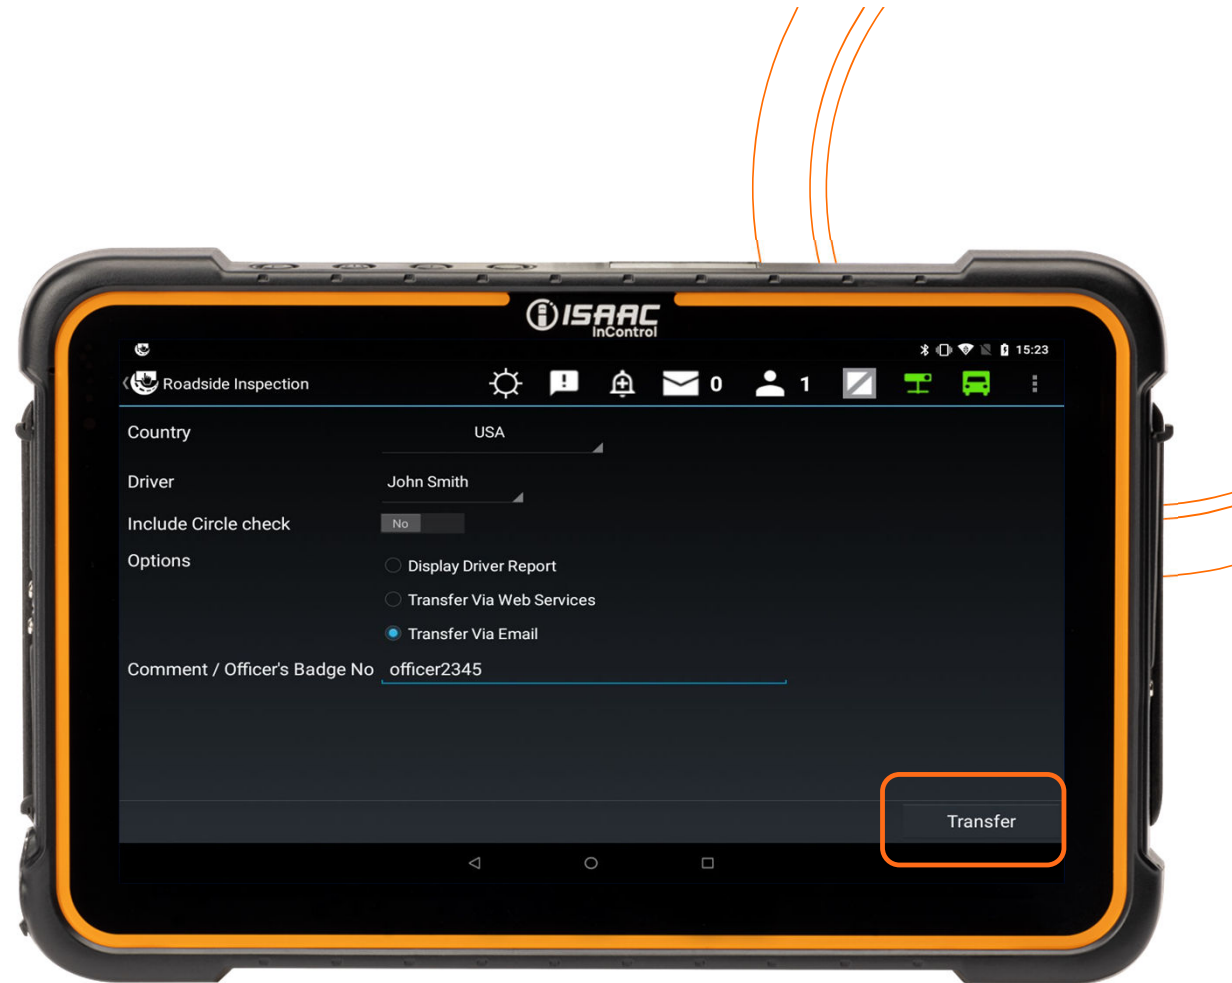 ISAAC
InControl
15:23
Roadside Inspection
0
1
Country
USA
Driver
John Smith
Include Circle check
No
Options
Display Driver Report
Transfer Via Web Services
Transfer Via Email
Comment / Officer's Badge No
officer2345
Transfer